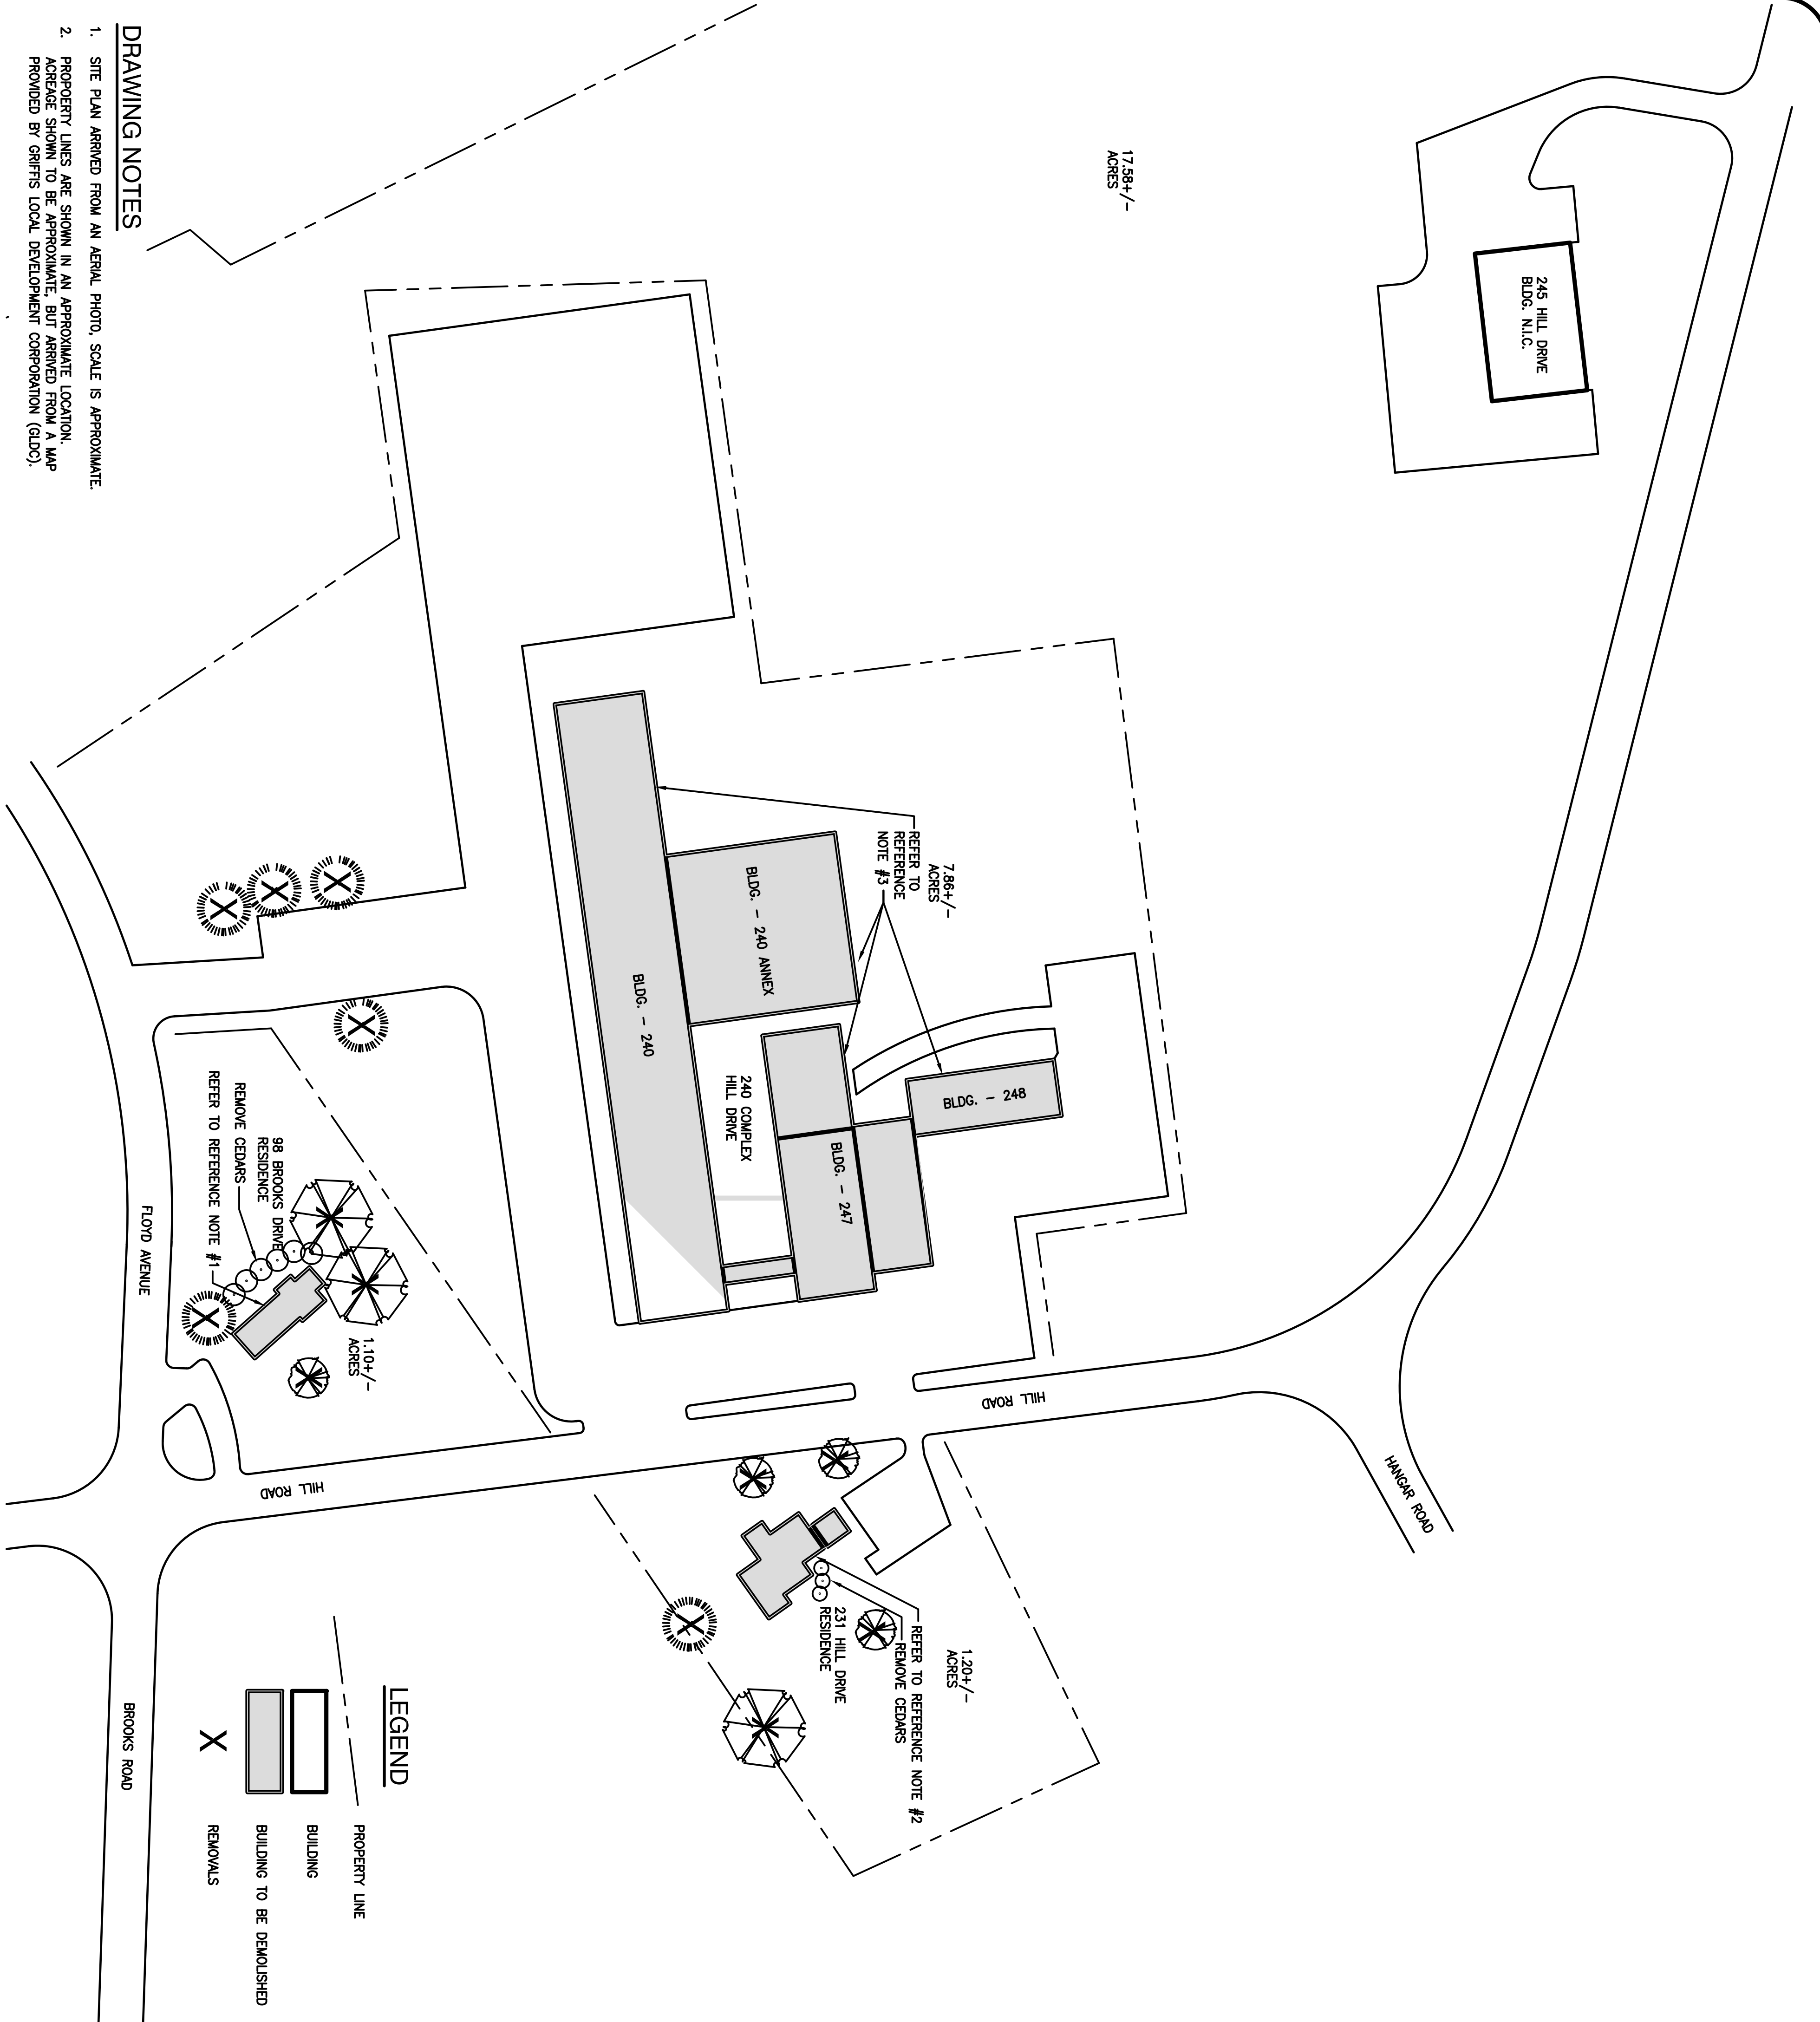 245 HILL DRIVE
BLDG. N.I.C.
17.58+/-
ACRES
7.86+/-
ACRES
REFER TO
REFERENCE
NOTE #3
BLDG. - 240 ANNEX
BLDG. - 240
240 COMPLEX
HILL DRIVE
BLDG. - 248
BLDG. - 247
HILL ROAD
HANGAR ROAD
1.20+/-
ACRES
REFER TO REFERENCE NOTE #2
REMOVE CEDARS
231 HILL DRIVE
RESIDENCE
1.10+/-
ACRES
98 BROOKS DRIVE
RESIDENCE
REMOVE CEDARS
REFER TO REFERENCE NOTE #1
HILL ROAD
FLOYD AVENUE
BROOKS ROAD
LEGEND
PROPERTY LINE
BUILDING
BUILDING TO BE DEMOLISHED
X REMOVALS
DRAWING NOTES
1. SITE PLAN ARRIVED FROM AN AERIAL PHOTO, SCALE IS APPROXIMATE.
2. PROPOERTY LINES ARE SHOWN IN AN APPROXIMATE LOCATION.
ACREAGE SHOWN TO BE APPROXIMATE, BUT ARRIVED FROM A MAP
PROVIDED BY GRIFFIS LOCAL DEVELOPMENT CORPORATION (GLDC).